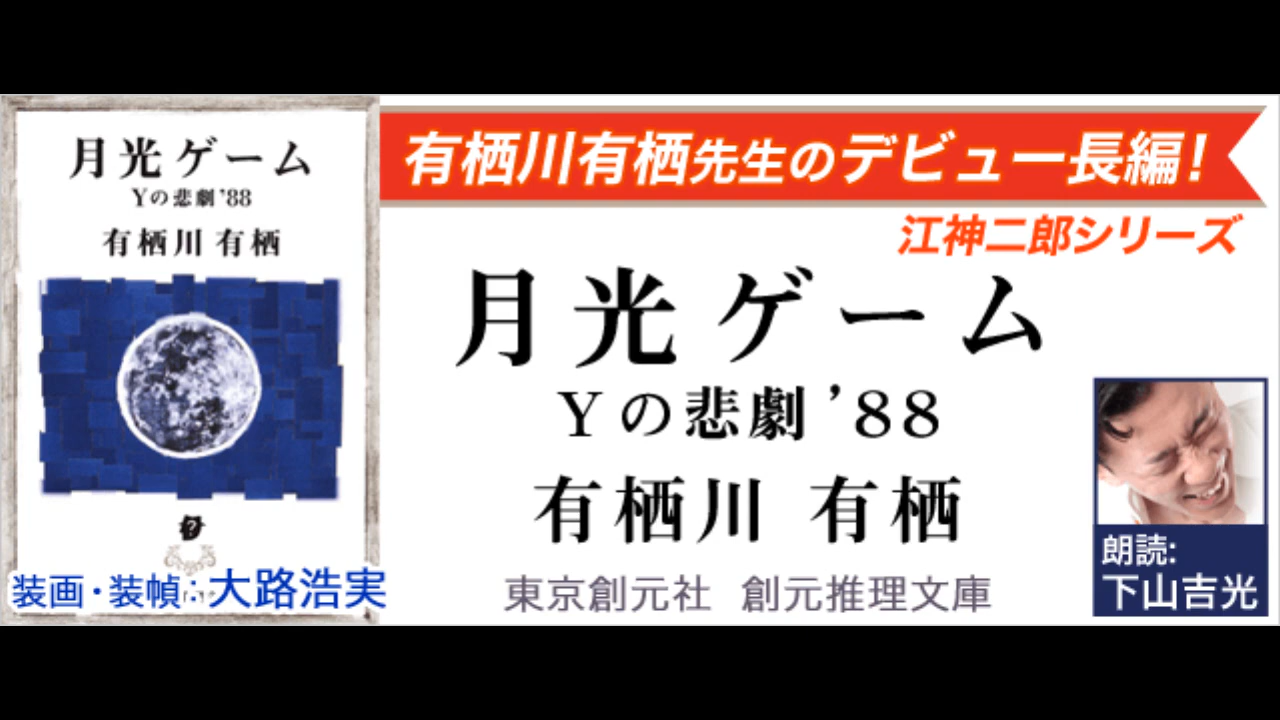 月光ゲーム
Yの悲劇’88
有栖川有栖
?
装画・装幀：大路浩実
有栖川有栖先生のデビュー長編！
江神二郎シリーズ
月光ゲーム
Yの悲劇’88
有栖川 有栖
東京創元社 創元推理文庫
朗読:
下山吉光